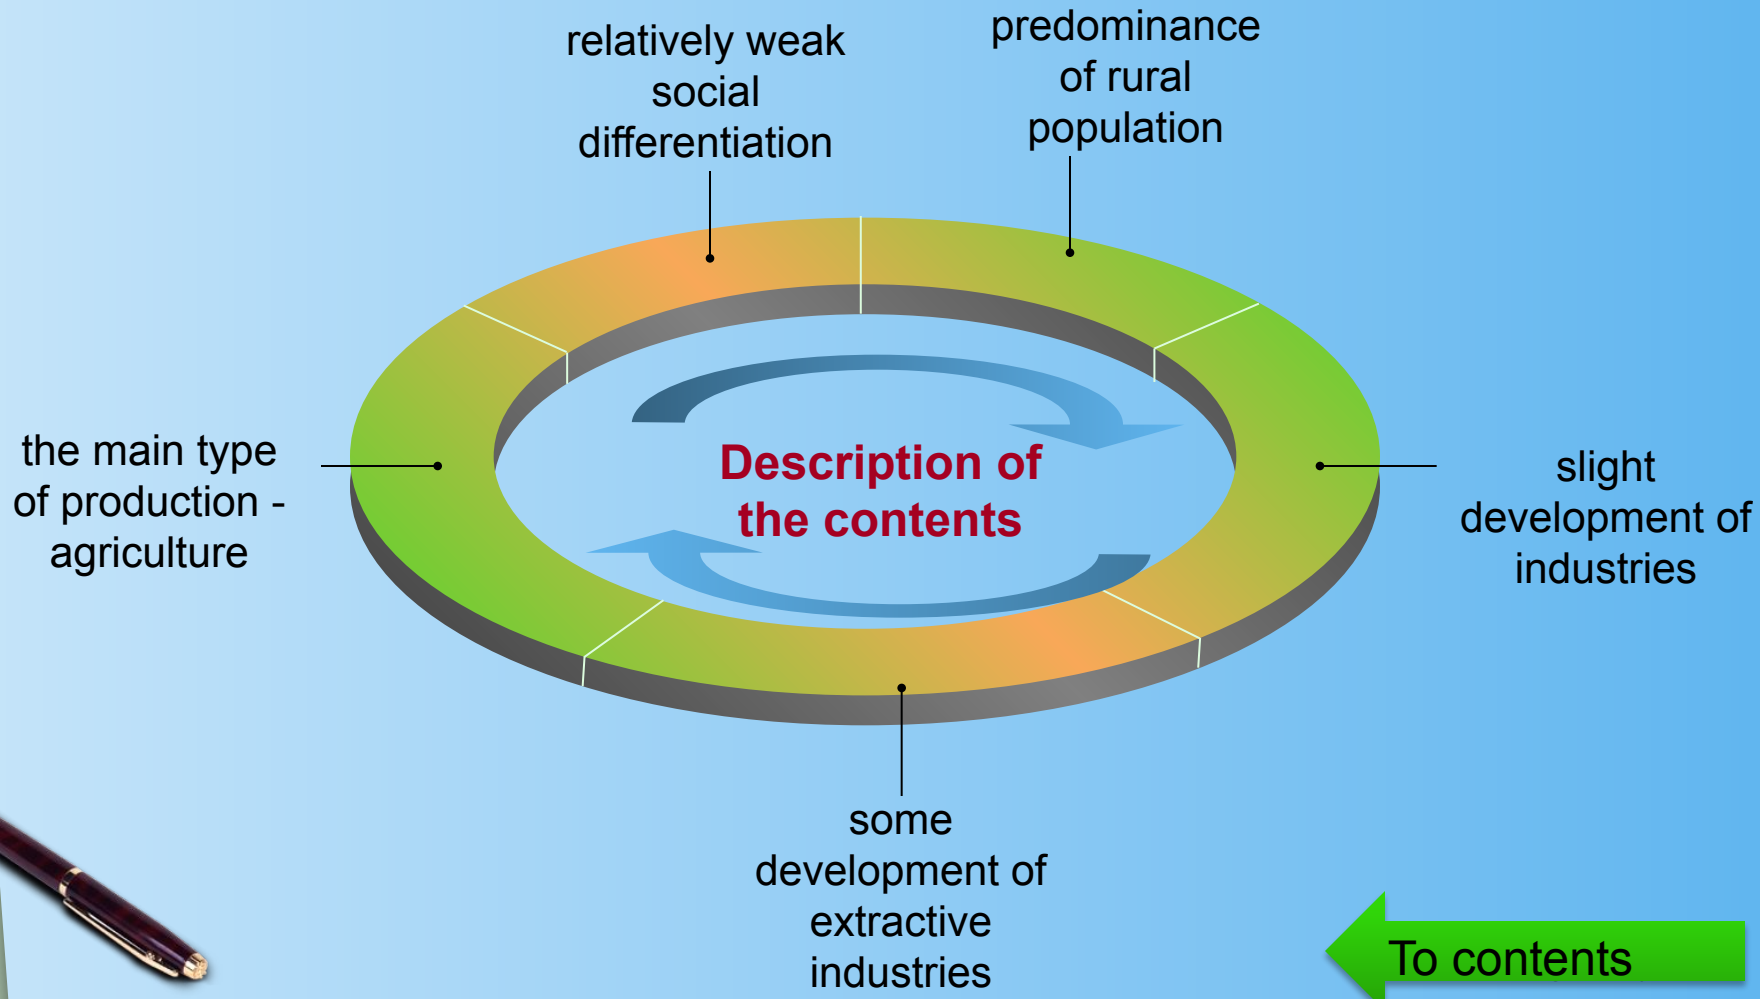 relatively weak
social
differentiation
predominance
of rural
population
the main type
of production -
agriculture
Description of
the contents
slight
development of
industries
some
development of
extractive
industries
To contents